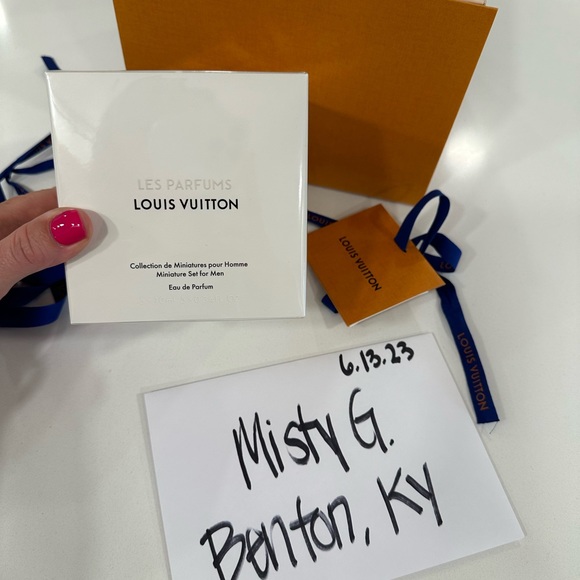 LES PARFUMS
LOUIS VUITTON
Collection de Miniatures pour Homme
Miniature Set for Men
Eau de Parfum
LOUIS VUITTON
LOUIS VUITTON
6.13.23
Misty G.
Benton, Ky